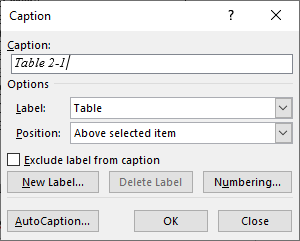 Caption
?
Caption:
Table 2-1
Options
Label: Table
Position: Above selected item
Exclude label from caption
New Label... Delete Label Numbering...
AutoCaption... OK Close